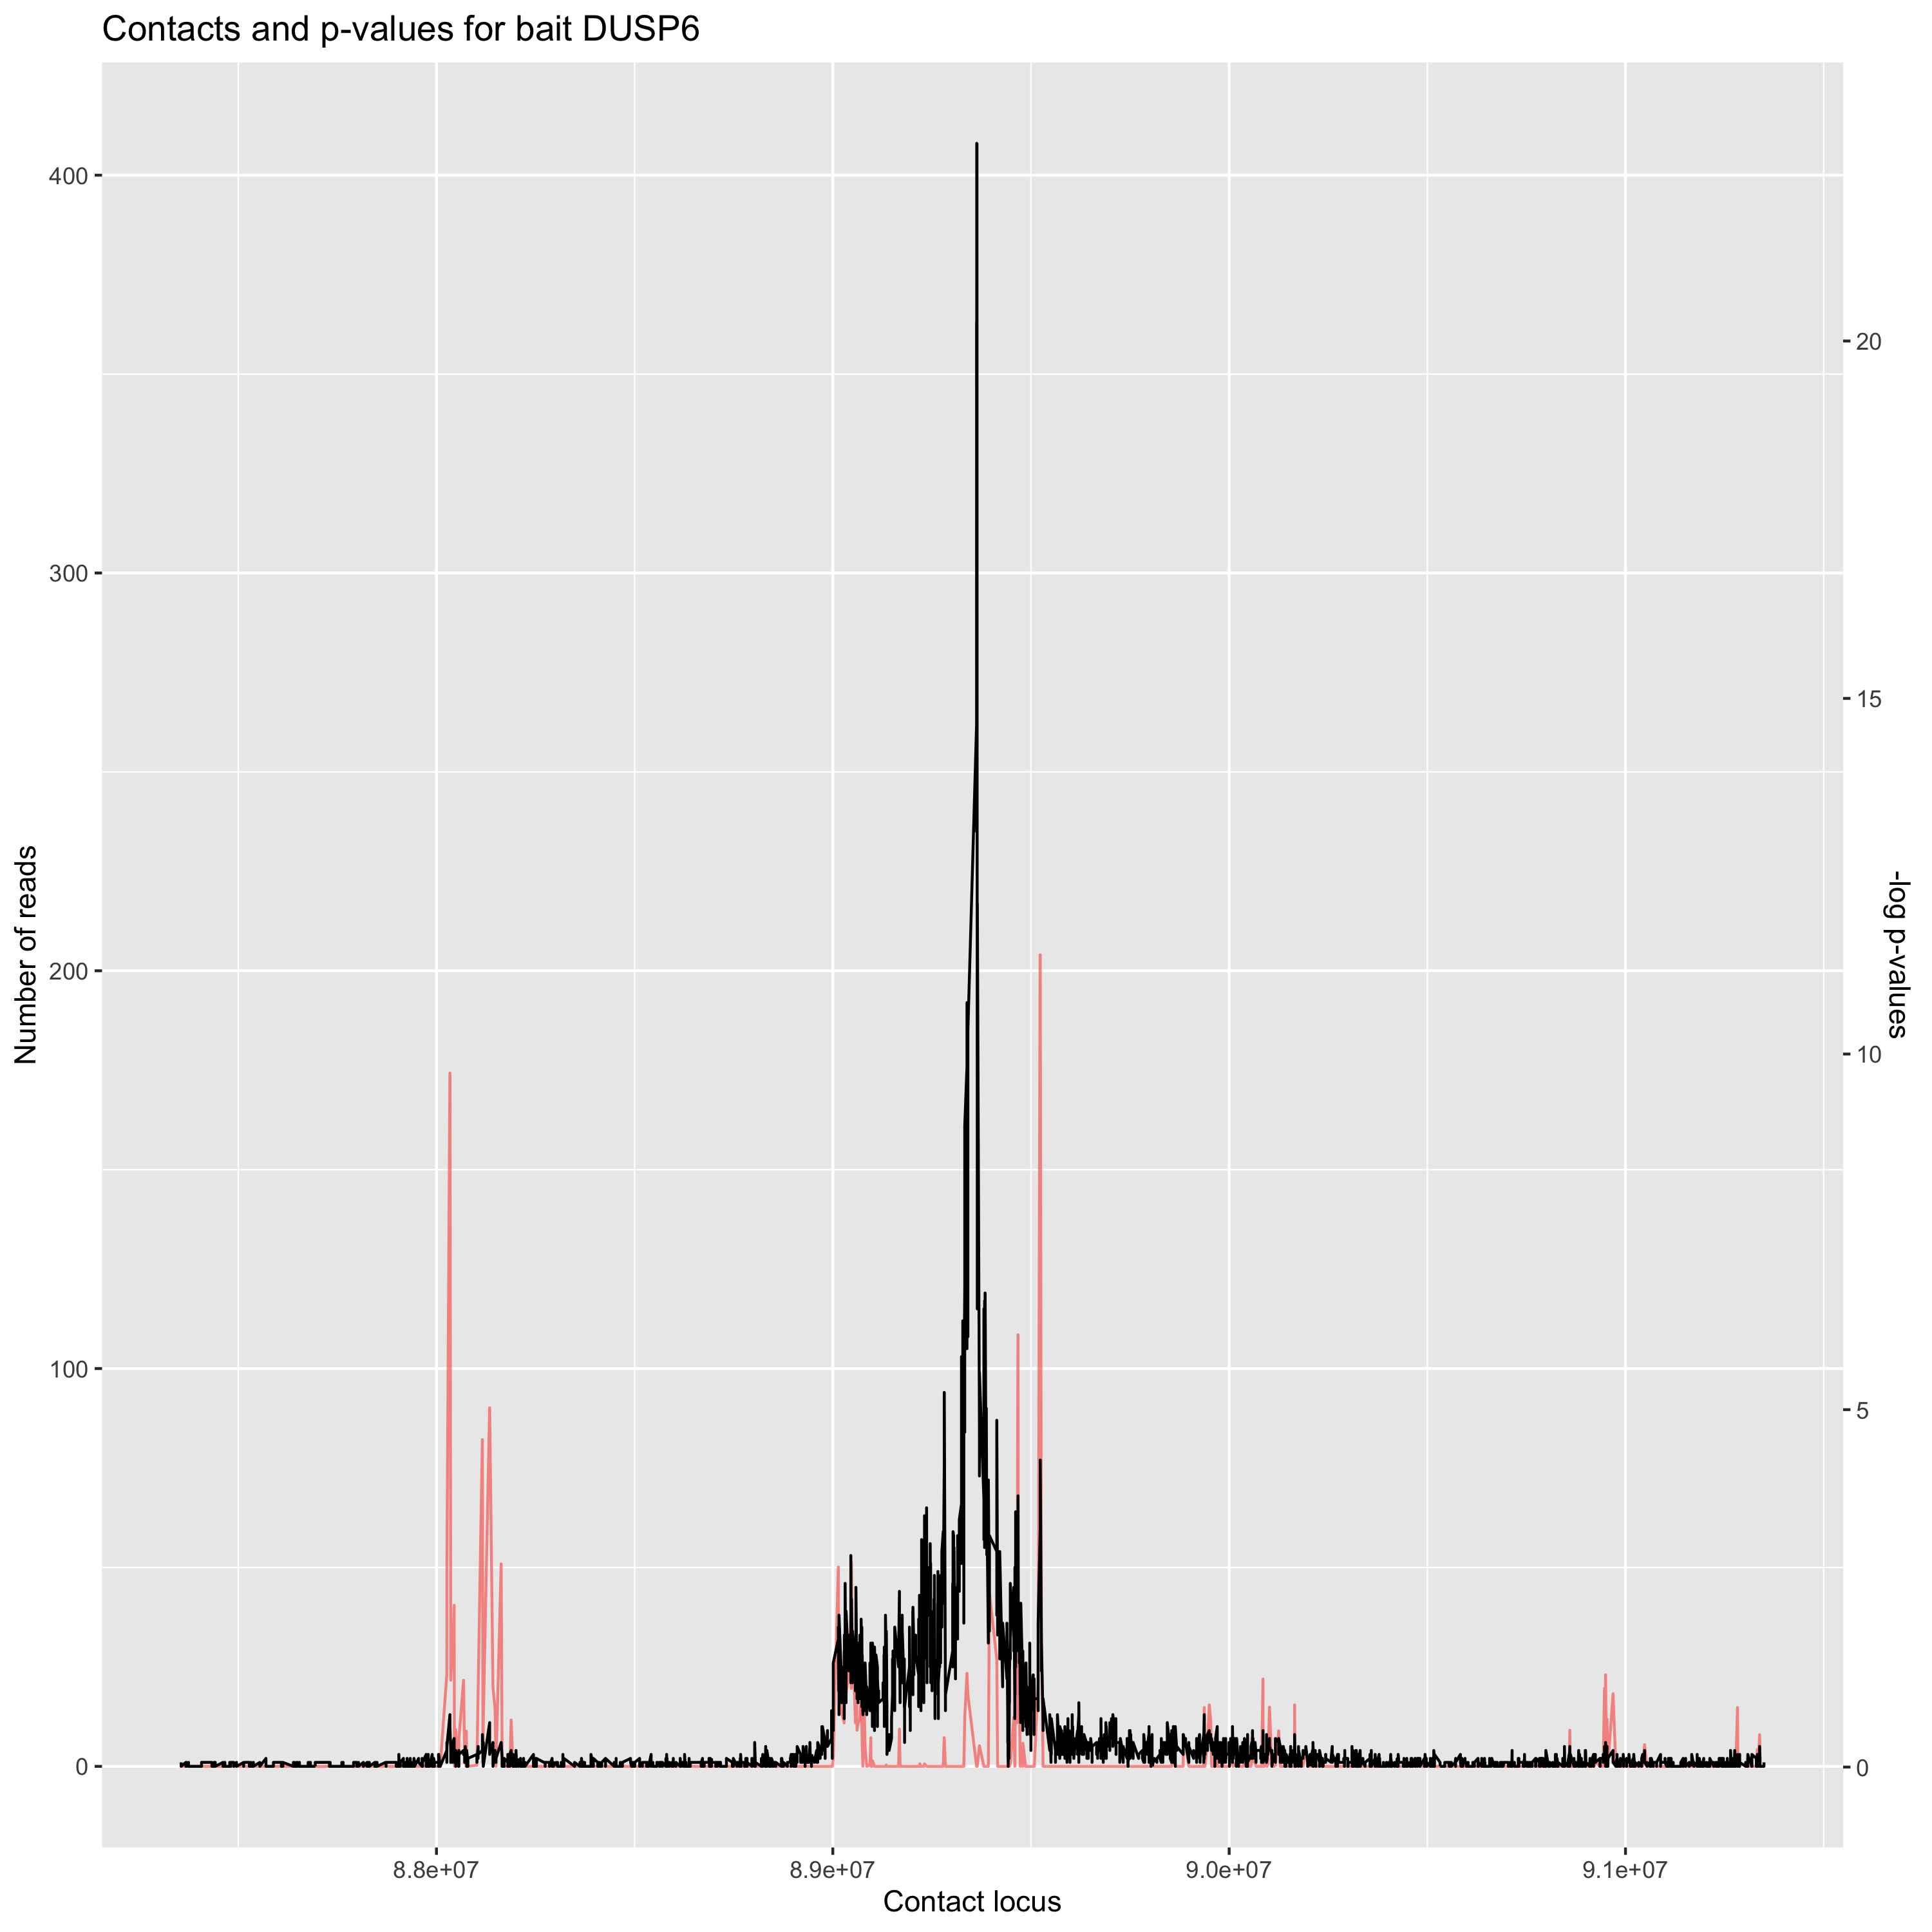 Contacts and p-values for bait DUSP6
400
300
200
100
0
20
15
10
5
0
Number of reads
-log p-values
8.8e+07
8.9e+07
9.0e+07
9.1e+07
Contact locus